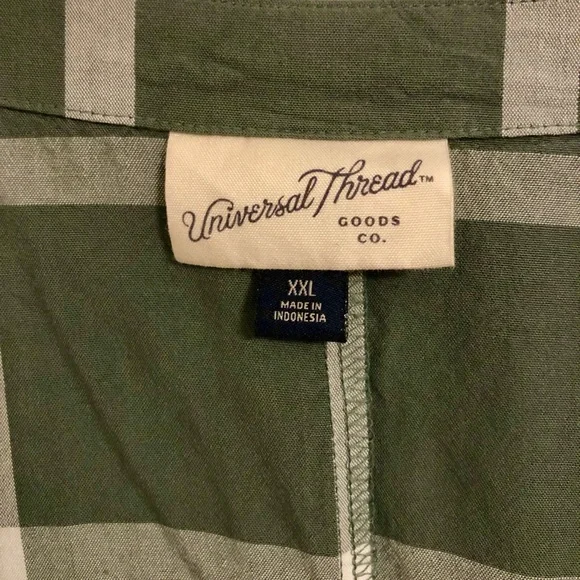 Universal Thread™
GOODS
CO.
XXL
MADE IN
INDONESIA